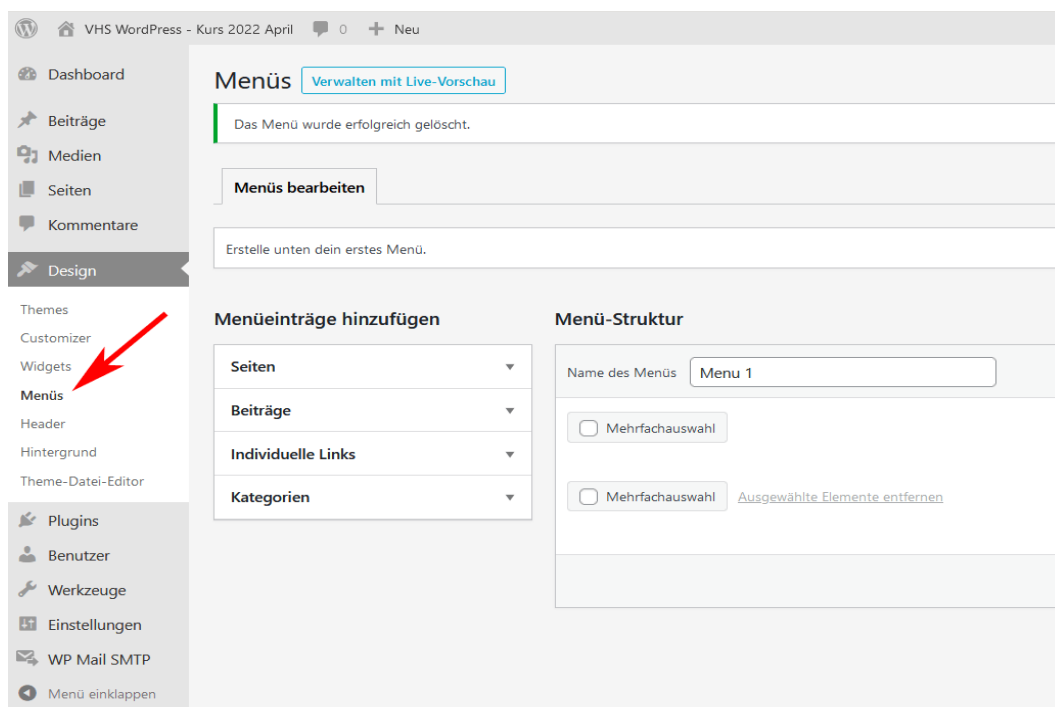 VHS WordPress - Kurs 2022 April 0 Neu
Dashboard
Beiträge
Medien
Seiten
Kommentare
Design
Themes
Customizer
Widgets
Menüs
Header
Hintergrund
Theme-Datei-Editor
Plugins
Benutzer
Werkzeuge
Einstellungen
WP Mail SMTP
Menü einklappen
Menüs Verwalten mit Live-Vorschau
Das Menü wurde erfolgreich gelöscht.
Menüs bearbeiten
Erstelle unten dein erstes Menü.
Menüeinträge hinzufügen
Seiten
Beiträge
Individuelle Links
Kategorien
Menü-Struktur
Name des Menüs Menu 1
Mehrfachauswahl
Mehrfachauswahl Ausgewählte Elemente entfernen